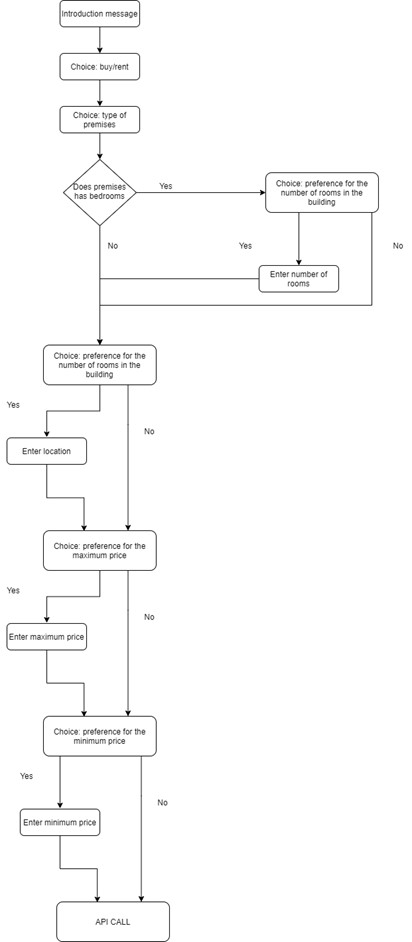 Introduction message
Choice: buy/rent
Choice: type of
premises
Does premises
has bedrooms
Yes
Choice: preference for the
number of rooms in the
building
No
Yes
No
Enter number of
rooms
Choice: preference for the
number of rooms in the
building
Yes
No
Enter location
Choice: preference for the
maximum price
Yes
No
Enter maximum price
Choice: preference for the
minimum price
Yes
No
Enter minimum price
API CALL